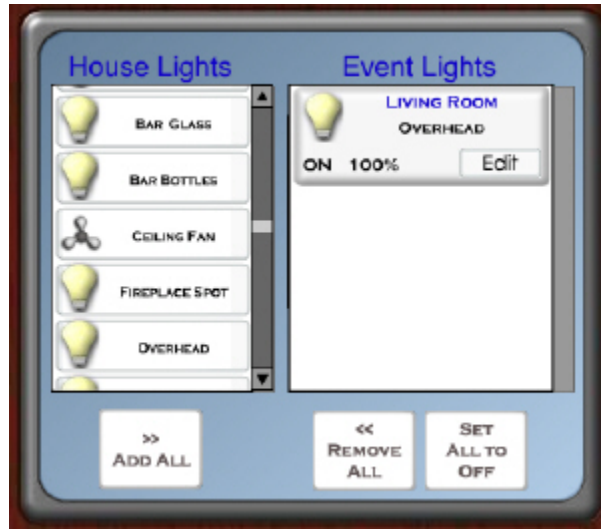 House Lights
Event Lights
BAR GLASS
BAR BOTTLES
CEILING FAN
FIREPLACE SPOT
OVERHEAD
LIVING ROOM
OVERHEAD
ON 100% Edit
>>
ADD ALL
<<
REMOVE
ALL
SET
ALL TO
OFF